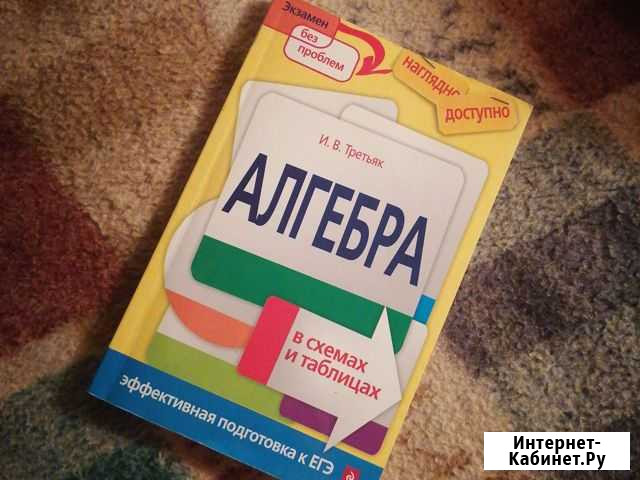 Экзамен
без
проблем
наглядно
доступно
И. В. Третьяк
АЛГЕБРА
в схемах
и таблицах
эффективная подготовка к ЕГЭ
Интернет-
Кабинет.Ру